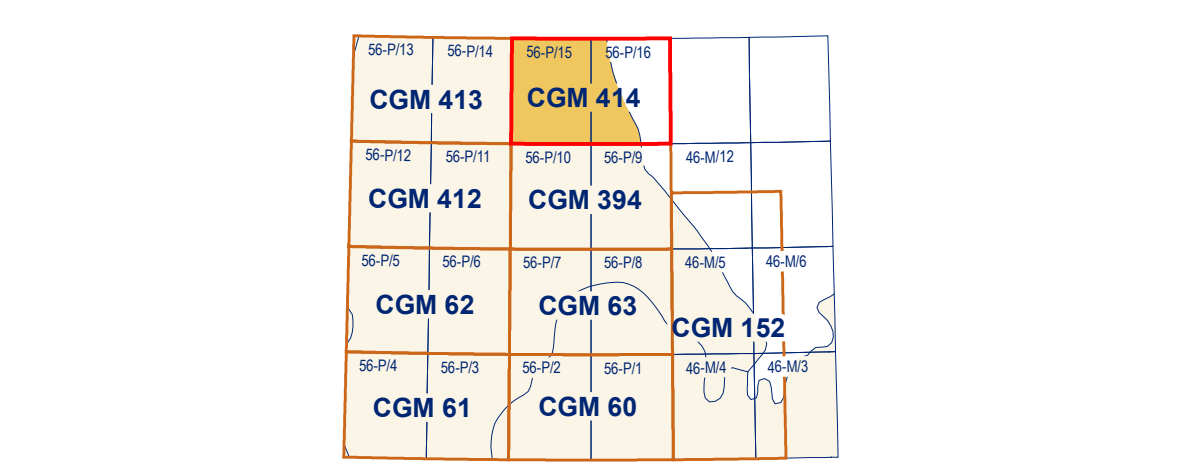 56-P/13 56-P/14 56-P/15 56-P/16
CGM 413 CGM 414
56-P/12 56-P/11 56-P/10 56-P/9 46-M/12
CGM 412 CGM 394
56-P/5 56-P/6 56-P/7 56-P/8 46-M/5 46-M/6
CGM 62 CGM 63 CGM 152
56-P/4 56-P/3 56-P/2 56-P/1 46-M/4 46-M/3
CGM 61 CGM 60